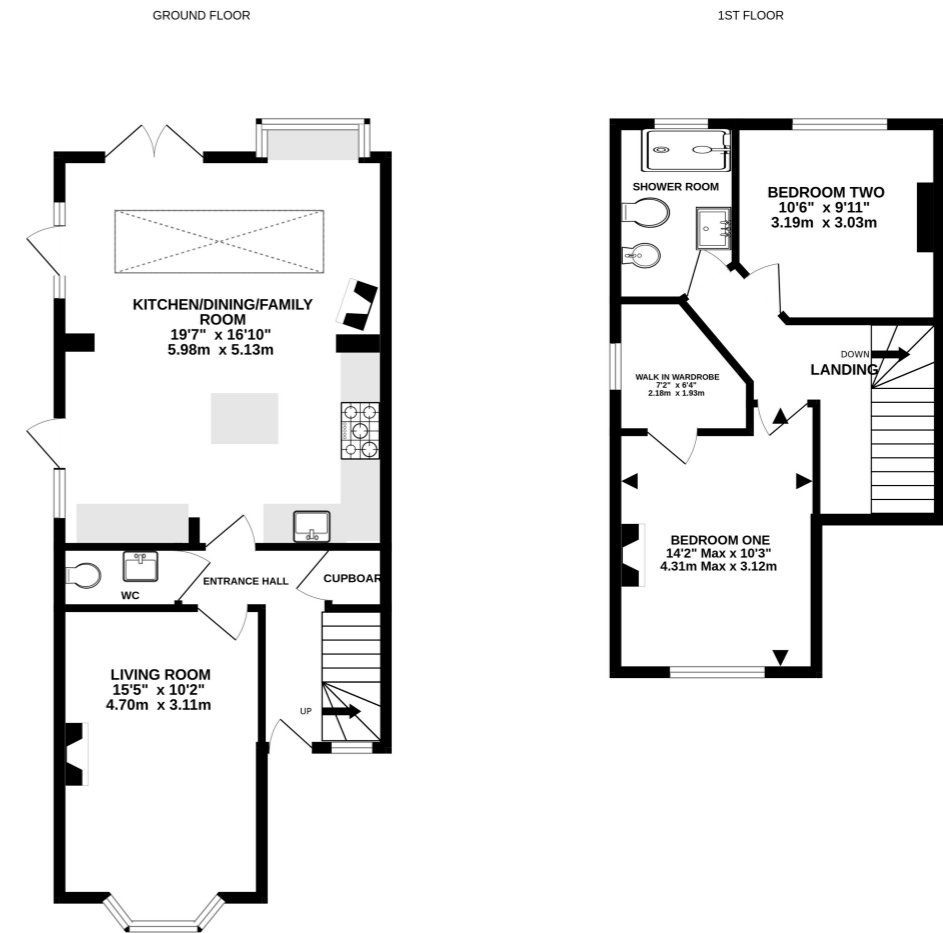 GROUND FLOOR
1ST FLOOR
KITCHEN/DINING/FAMILY
ROOM
19'7" x 16'10"
5.98m x 5.13m
WC
ENTRANCE HALL
CUPBOAR
LIVING ROOM
15'5" x 10'2"
4.70m x 3.11m
UP
SHOWER ROOM
BEDROOM TWO
10'6" x 9'11"
3.19m x 3.03m
DOWN
LANDING
WALK IN WARDROBE
7'2" x 6'4"
2.18m x 1.93m
BEDROOM ONE
14'2" Max x 10'3"
4.31m Max x 3.12m